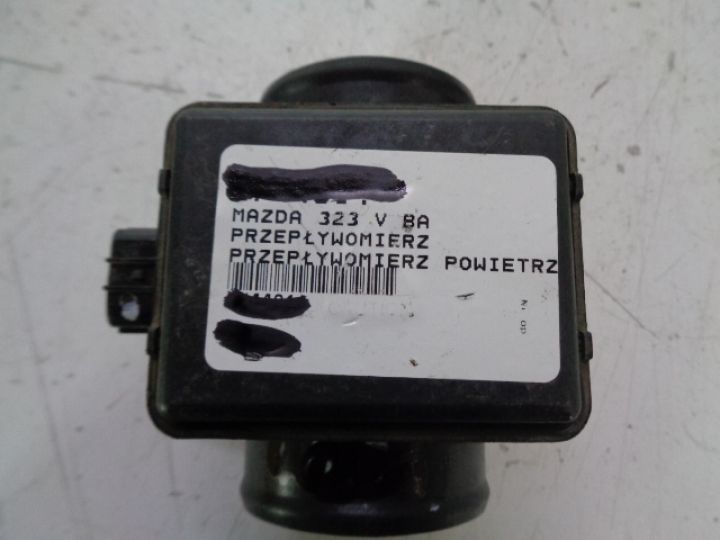 MAZDA 323 V BA
PRZEPŁYWOMIERZ
PRZEPŁYWOMIERZ POWIETRZ